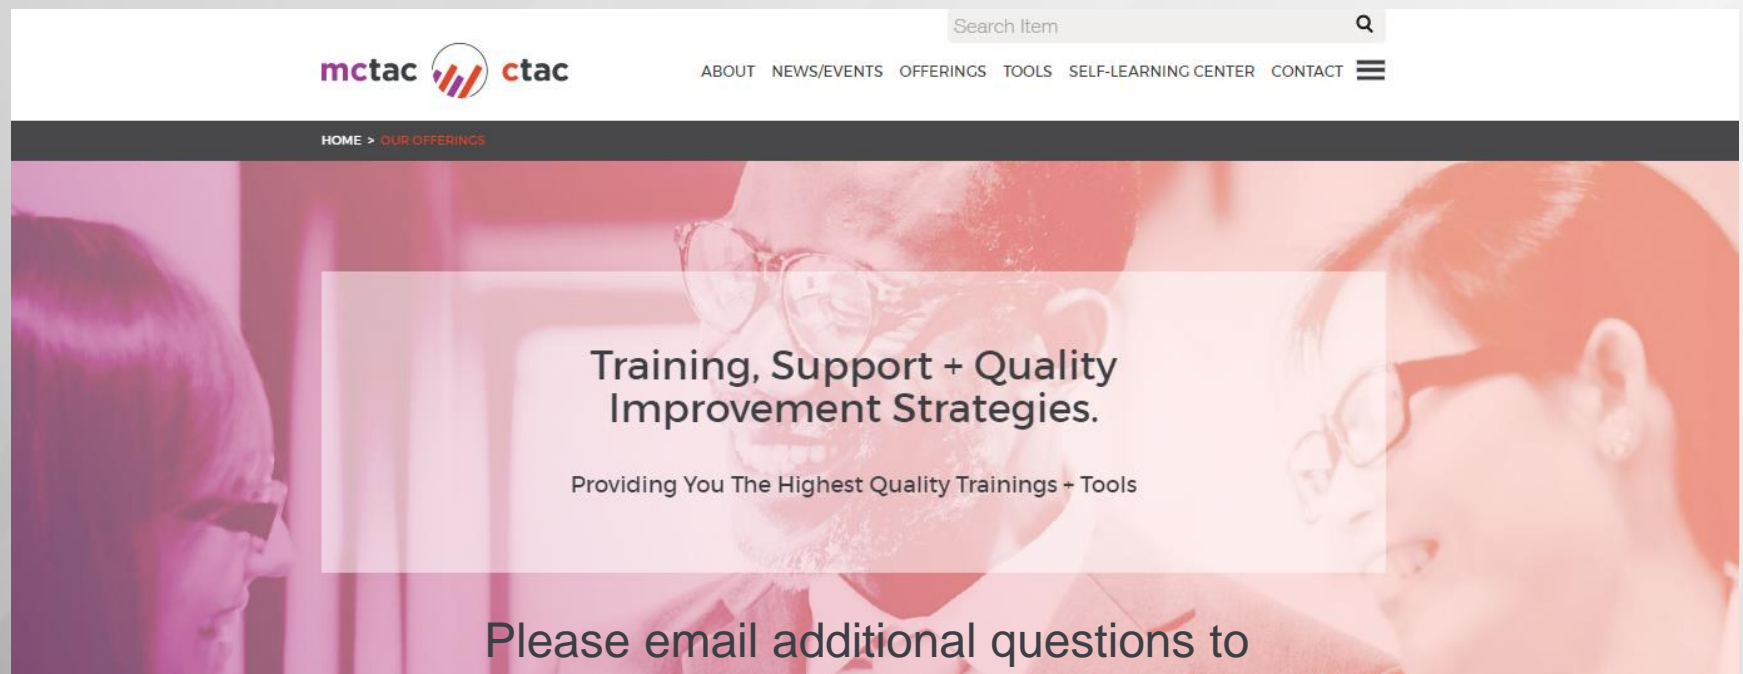 Search Item
mctac ctac
ABOUT NEWS/EVENTS OFFERINGS TOOLS SELF-LEARNING CENTER CONTACT
HOME > OUR OFFERINGS
Training, Support + Quality
Improvement Strategies.
Providing You The Highest Quality Trainings + Tools
Please email additional questions to